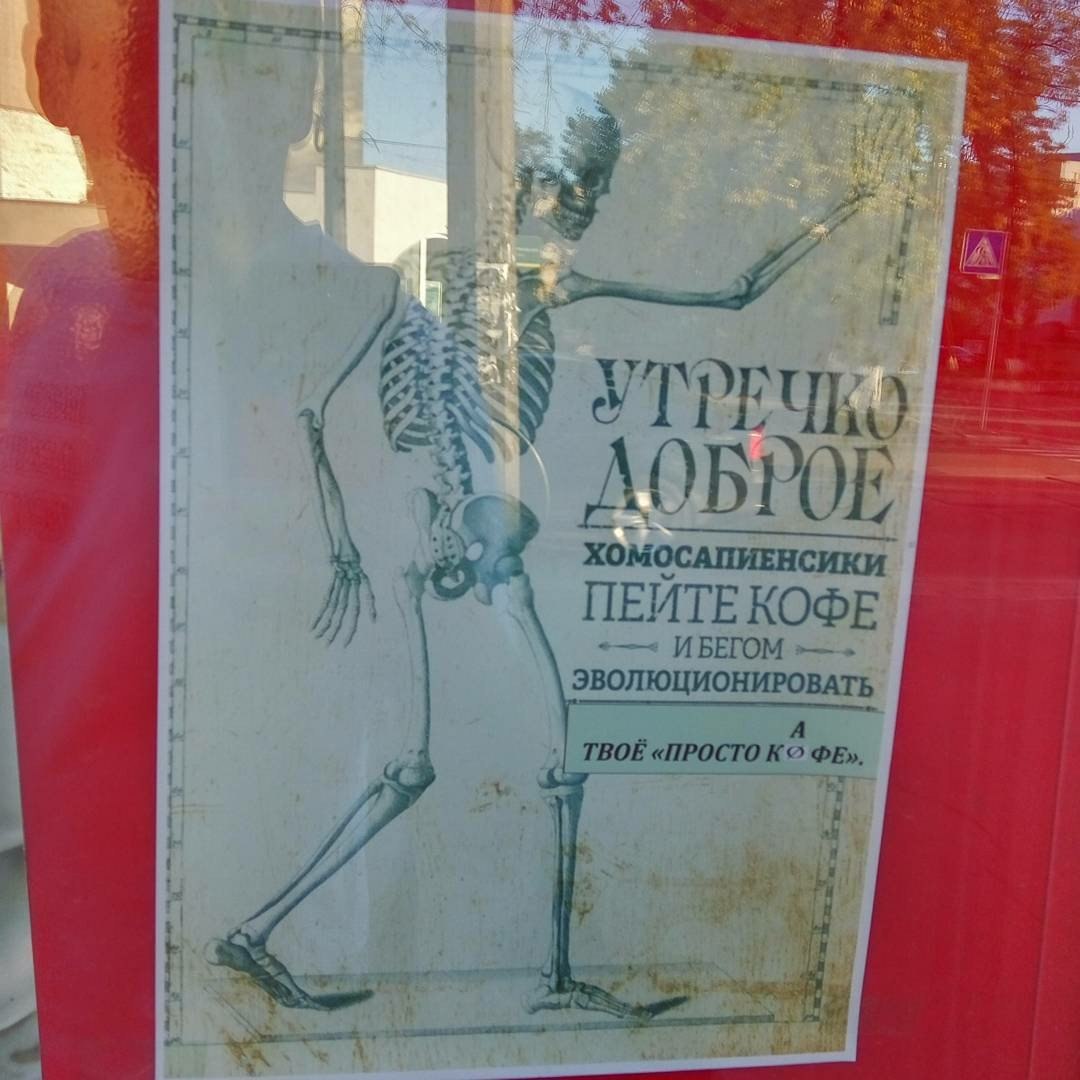 УТРЕЧКО
ДОБРОЕ
ХОМОСАПИЕНСИКИ
ПЕЙТЕ КОФЕ
И БЕГОМ
ЭВОЛЮЦИОНИРОВАТЬ
А
ТВОЁ «ПРОСТО КОФЕ».